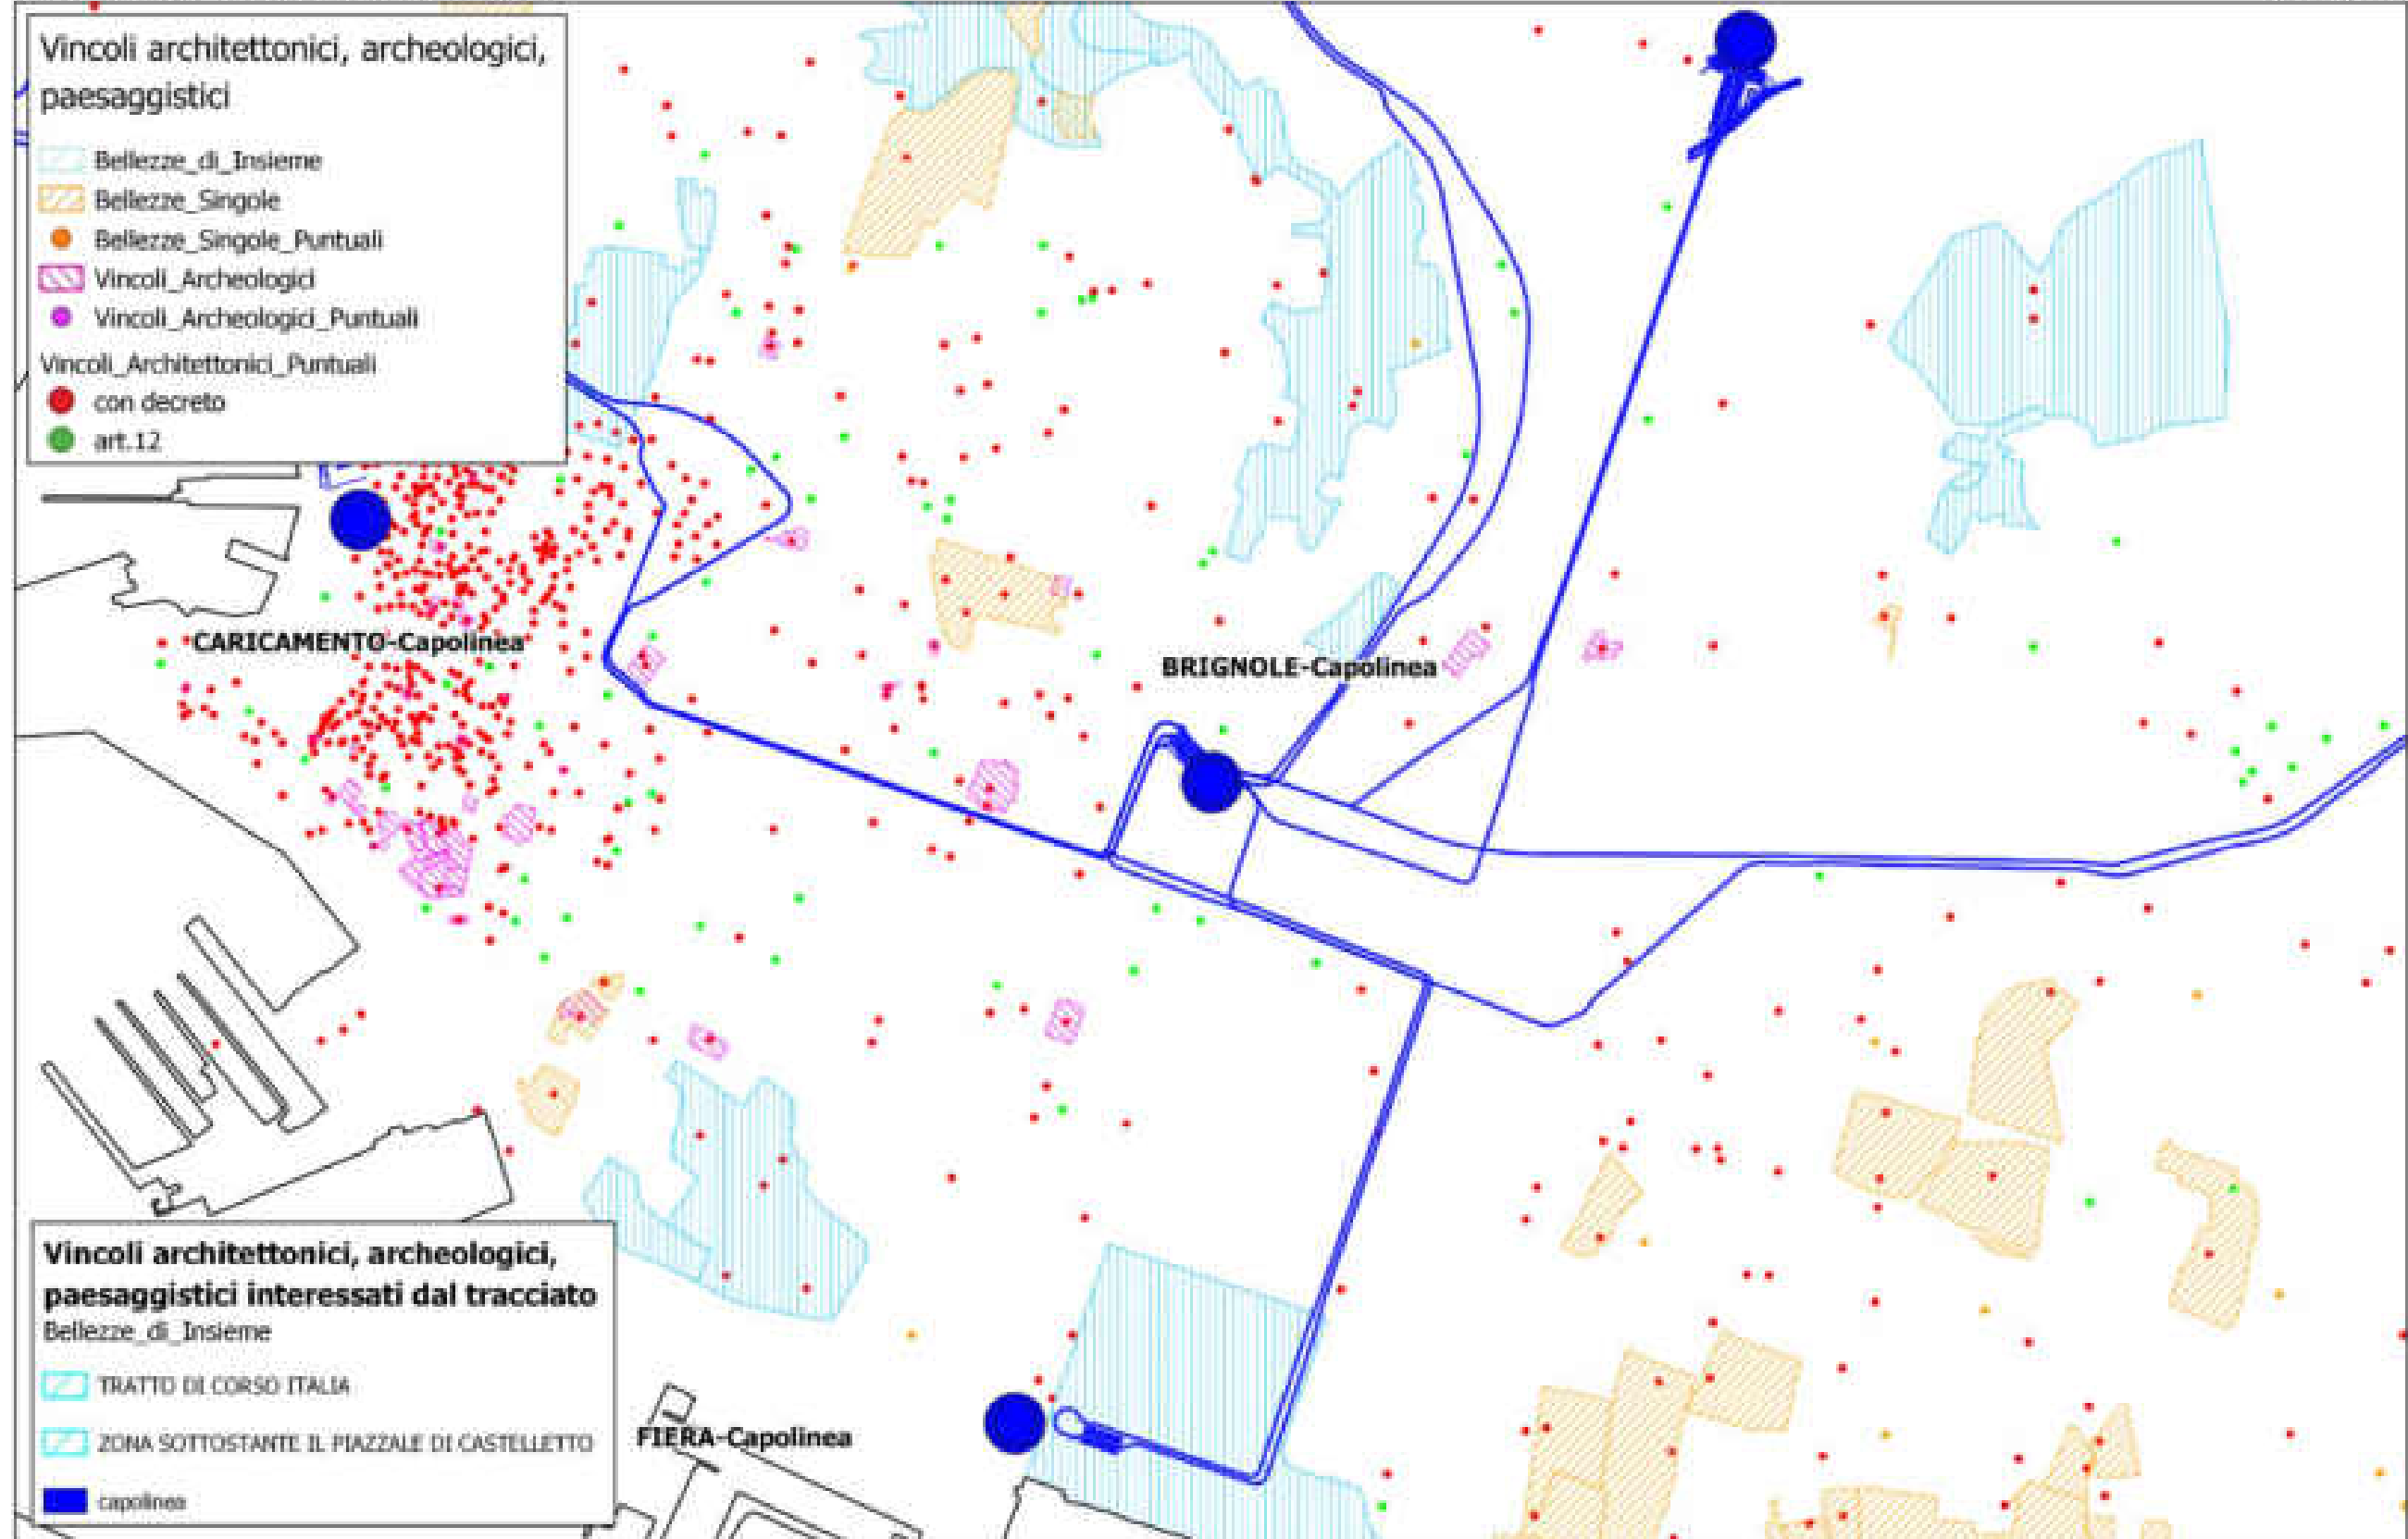 Vincoli architettonici, archeologici,
paesaggistici
Bellezze_di_Insieme
Bellezze_Singole
Bellezze_Singole_Puntuali
Vincoli_Archeologici
Vincoli_Archeologici_Puntuali
Vincoli_Architettonici_Puntuali
con decreto
art.12
CARICAMENTO-Capolinea
BRIGNOLE-Capolinea
FIERA-Capolinea
Vincoli architettonici, archeologici,
paesaggistici interessati dal tracciato
Bellezze_di_Insieme
TRATTO DI CORSO ITALIA
ZONA SOTTOSTANTE IL PIAZZALE DI CASTELLETTO
capolinea